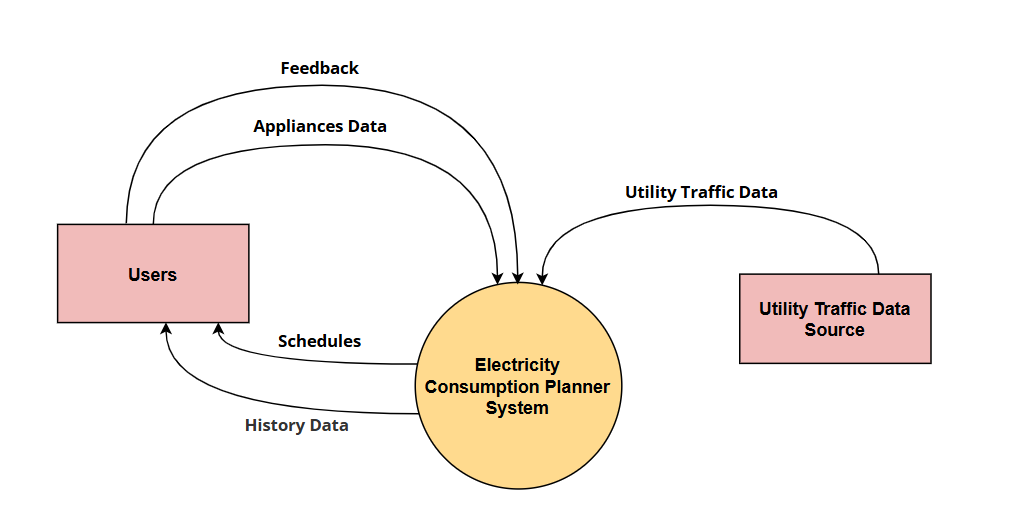 Feedback
Appliances Data
Utility Traffic Data
Users
Utility Traffic Data
Source
Schedules
Electricity
Consumption Planner
System
History Data